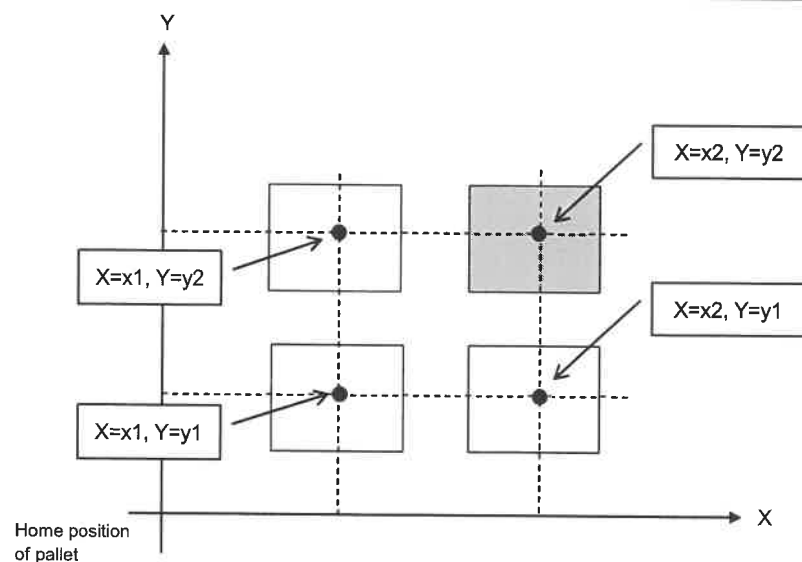 Y
X=x2, Y=y2
X=x1, Y=y2
X=x2, Y=y1
X=x1, Y=y1
X
Home position
of pallet